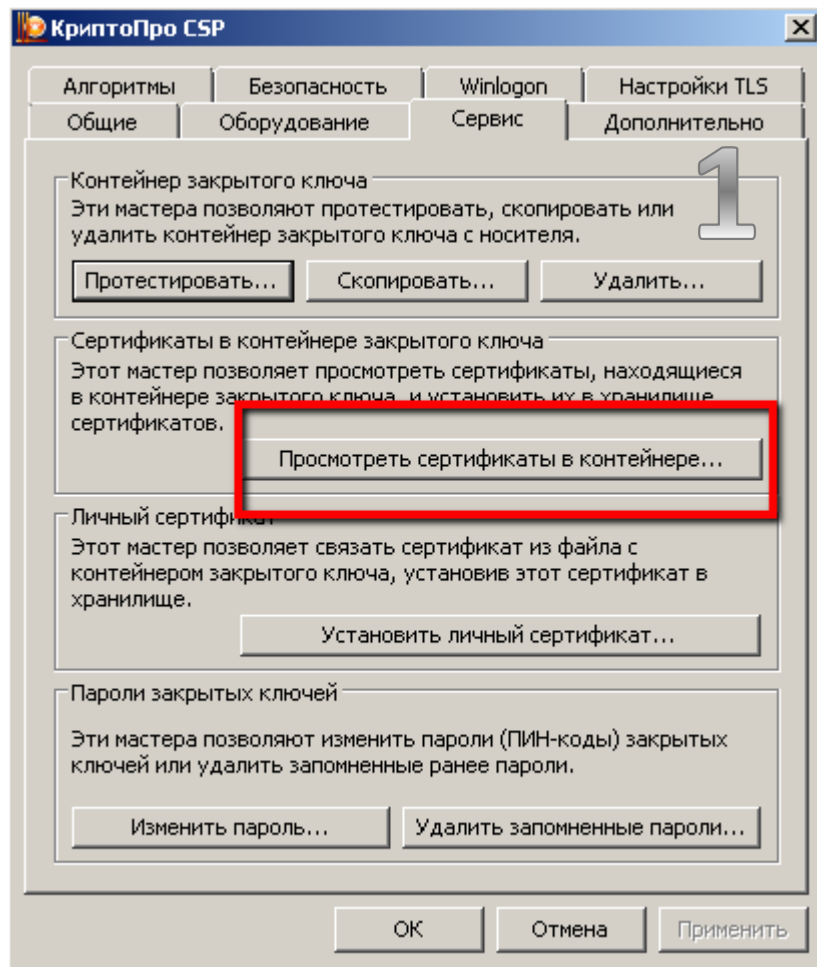 КриптоПро CSP
Алгоритмы Безопасность Winlogon Настройки TLS
Общие Оборудование Сервис Дополнительно
1
Контейнер закрытого ключа
Эти мастера позволяют протестировать, скопировать или
удалить контейнер закрытого ключа с носителя.
Протестировать... Скопировать... Удалить...
Сертификаты в контейнере закрытого ключа
Этот мастер позволяет просмотреть сертификаты, находящиеся
в контейнере закрытого ключа, и установить их в хранилище
сертификатов.
Просмотреть сертификаты в контейнере...
Личный сертификат
Этот мастер позволяет связать сертификат из файла с
контейнером закрытого ключа, установив этот сертификат в
хранилище.
Установить личный сертификат...
Пароли закрытых ключей
Эти мастера позволяют изменить пароли (ПИН-коды) закрытых
ключей или удалить запомненные ранее пароли.
Изменить пароль... Удалить запомненные пароли...
ОК Отмена Применить